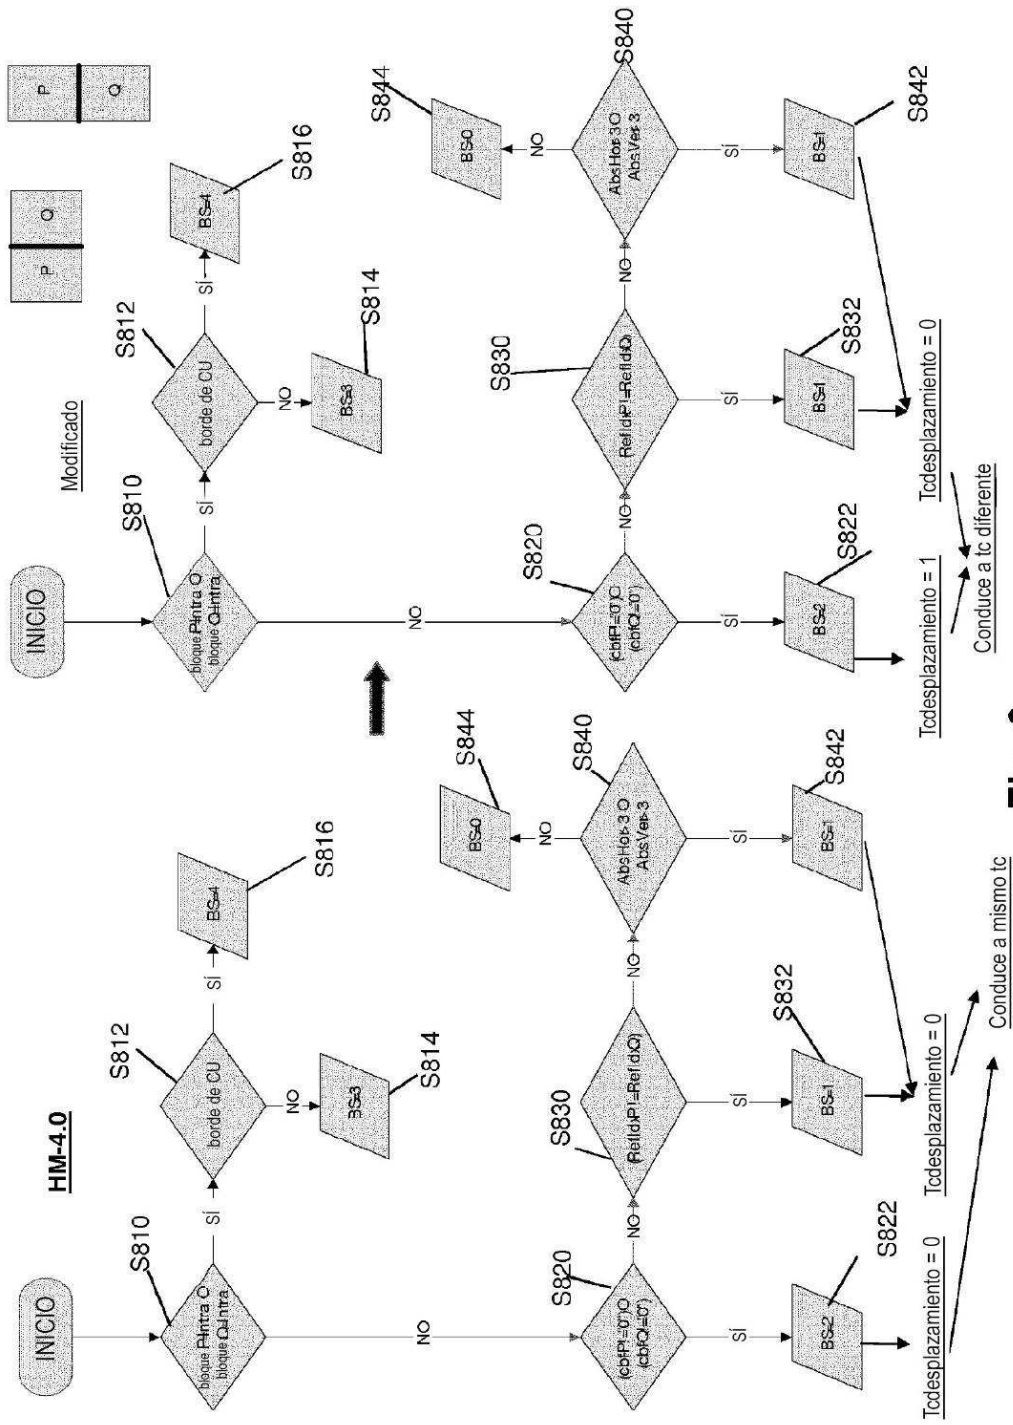 HM-4.0
INICIO
bloque P=Intra O
bloque Q=Intra
S810
SÍ
borde de CU
S812
SÍ
BS=4
S816
NO
BS=3
S814
NO
(cbfP!="0") O
(cbfQ!="0")
S820
NO
(RefIdxP!=RefIdxQ)
S830
NO
AbsHor>3 O
AbsVer>3
S840
NO
BS=0
S844
SÍ
BS=2
S822
SÍ
BS=1
S832
SÍ
BS=1
S842
Tcdesplazamiento = 0
Tcdesplazamiento = 0
Conduce a mismo tc
Modificado
P
Q
P
Q
INICIO
bloque P=Intra O
bloque Q=Intra
S810
SÍ
borde de CU
S812
SÍ
BS=4
S816
NO
BS=3
S814
NO
(cbfP!="0") O
(cbfQ!="0")
S820
NO
RefIdxP!=RefIdxQ
S830
NO
AbsHor>3 O
AbsVer>3
S840
NO
BS=0
S844
SÍ
BS=2
S822
SÍ
BS=1
S832
SÍ
BS=1
S842
Tcdesplazamiento = 1
Tcdesplazamiento = 0
Conduce a tc diferente